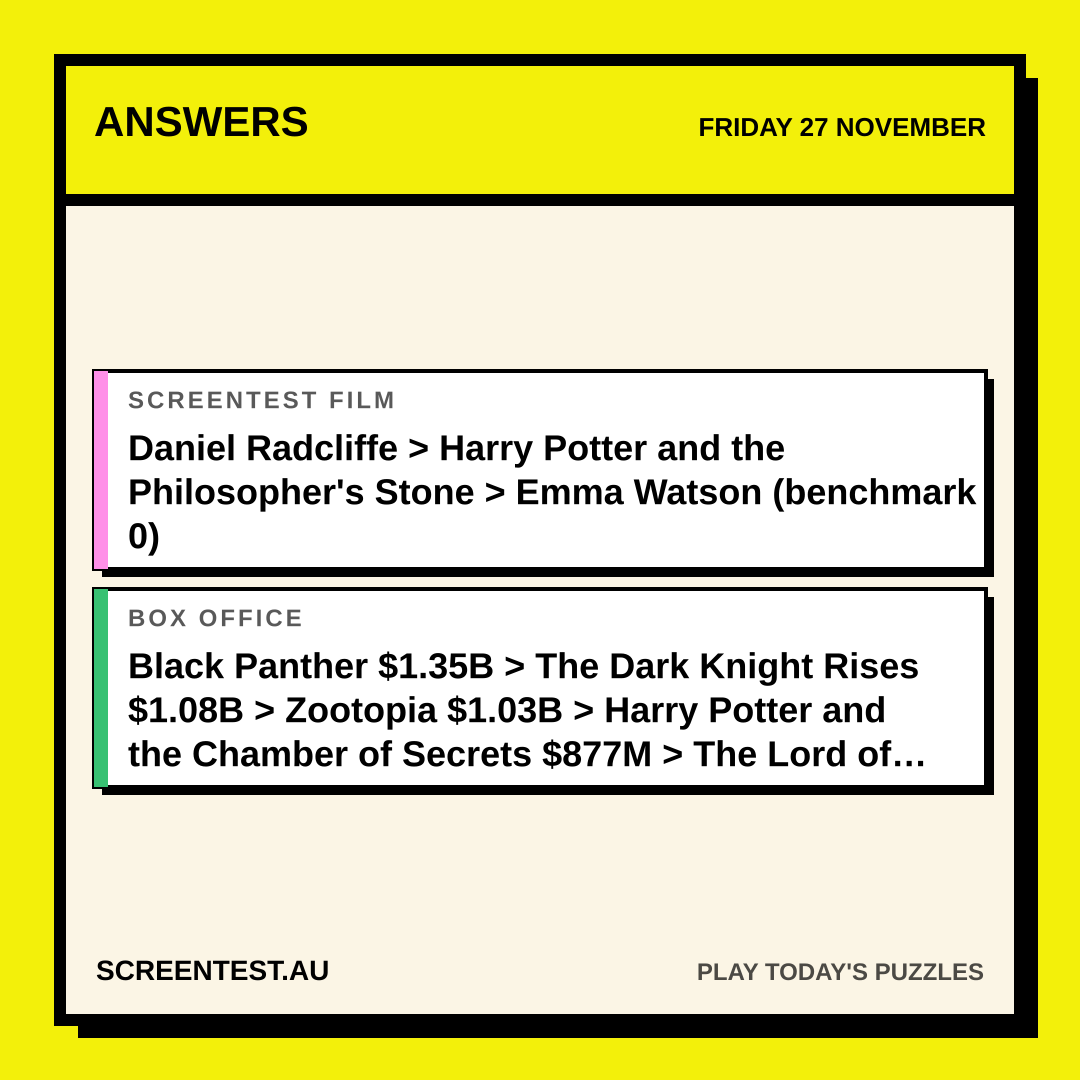 ANSWERS
FRIDAY 27 NOVEMBER
SCREENTEST FILM
Daniel Radcliffe > Harry Potter and the
Philosopher's Stone > Emma Watson (benchmark
0)
BOX OFFICE
Black Panther $1.35B > The Dark Knight Rises
$1.08B > Zootopia $1.03B > Harry Potter and
the Chamber of Secrets $877M > The Lord of…
SCREENTEST.AU
PLAY TODAY'S PUZZLES